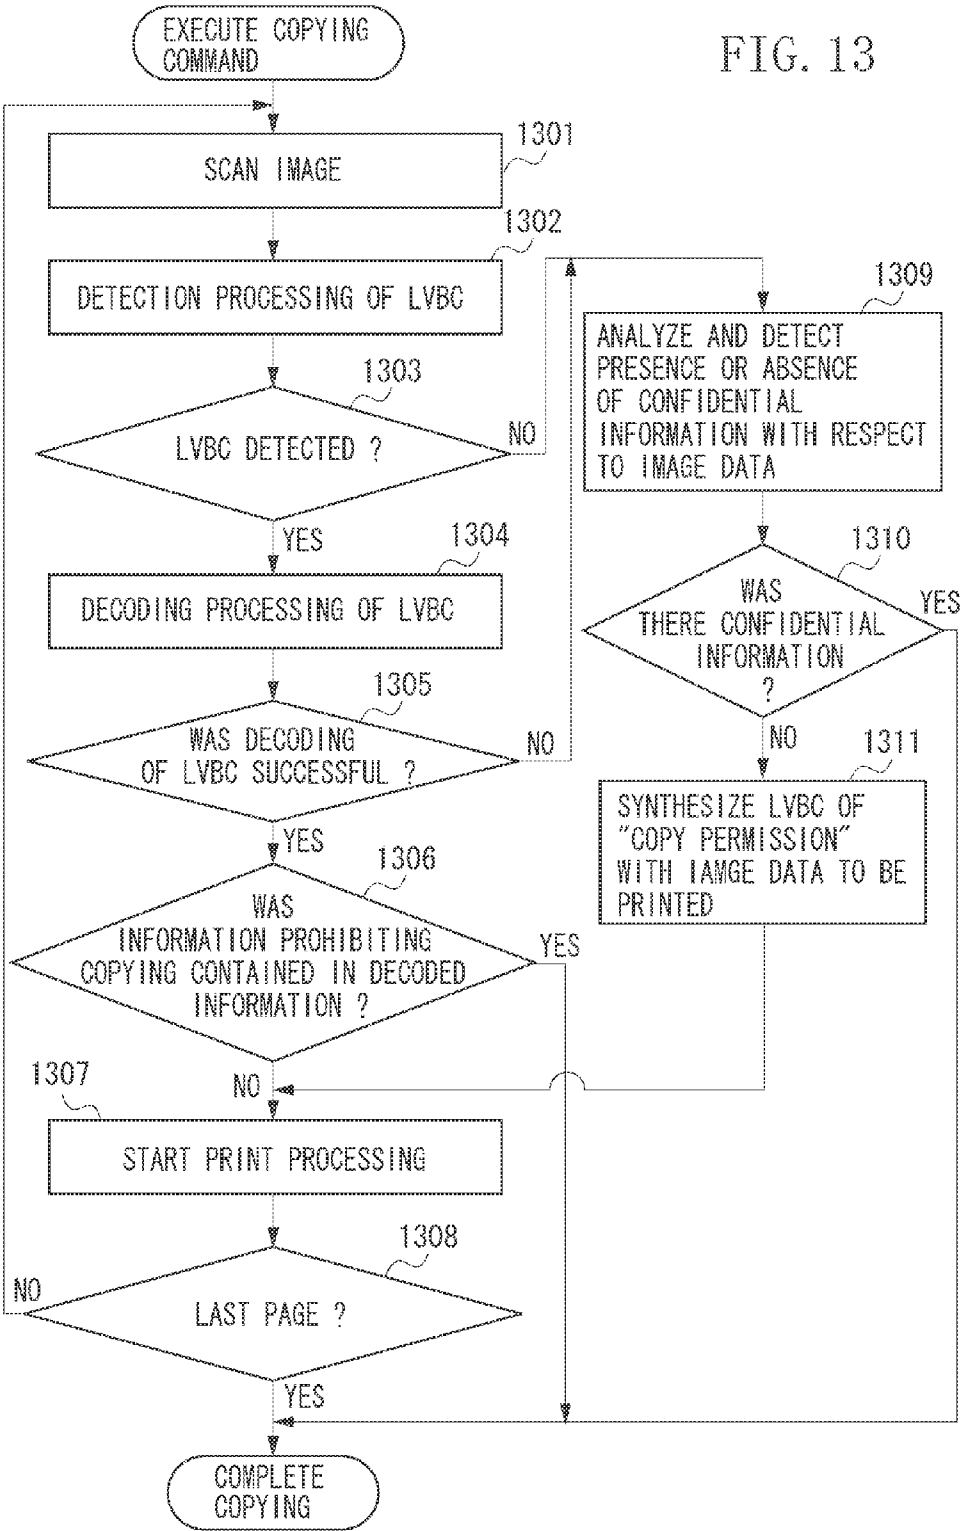 EXECUTE COPYING
COMMAND
FIG. 13
1301
SCAN IMAGE
1302
DETECTION PROCESSING OF LVBC
1303
LVBC DETECTED ?
NO
YES
1304
DECODING PROCESSING OF LVBC
1305
WAS DECODING
OF LVBC SUCCESSFUL ?
NO
YES
1306
WAS
INFORMATION PROHIBITING
COPYING CONTAINED IN DECODED
INFORMATION ?
YES
NO
1307
START PRINT PROCESSING
1308
LAST PAGE ?
NO
YES
COMPLETE
COPYING
1309
ANALYZE AND DETECT
PRESENCE OR ABSENCE
OF CONFIDENTIAL
INFORMATION WITH RESPECT
TO IMAGE DATA
1310
WAS
THERE CONFIDENTIAL
INFORMATION
?
YES
NO
1311
SYNTHESIZE LVBC OF
"COPY PERMISSION"
WITH IAMGE DATA TO BE
PRINTED